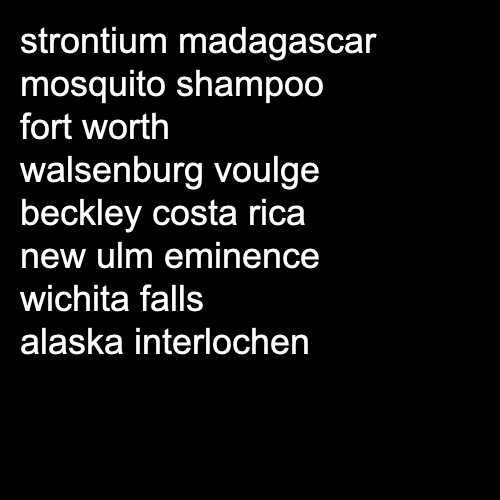 strontium madagascar
mosquito shampoo
fort worth
walsenburg voulge
beckley costa rica
new ulm eminence
wichita falls
alaska interlochen